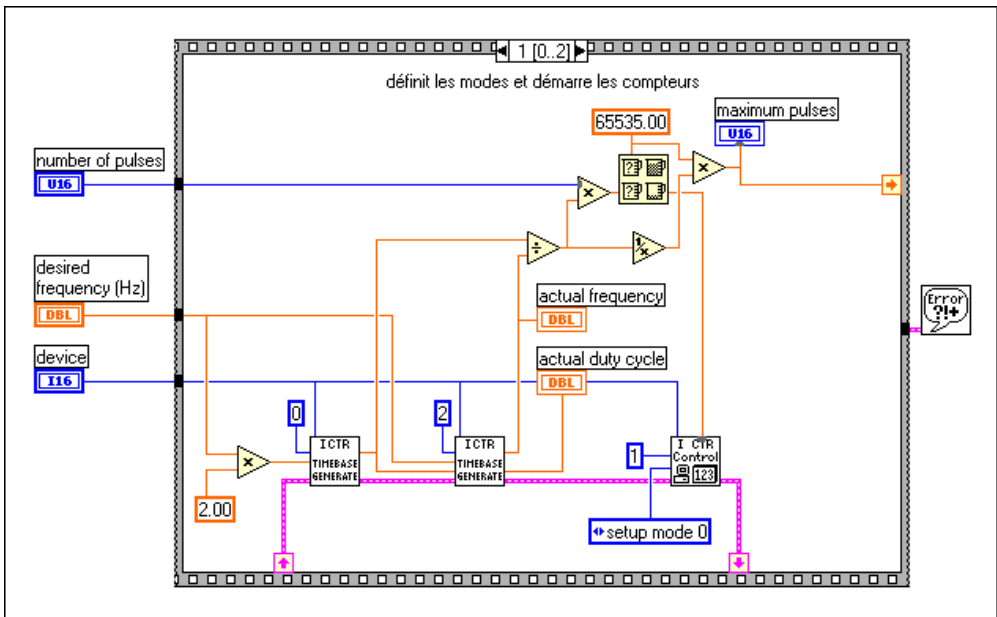 1 [0..2]
définit les modes et démarre les compteurs
65535.00
maximum pulses
U16
number of pulses
U16
×
?
?
×
÷
1/x
desired
frequency (Hz)
DBL
actual frequency
DBL
Error
?!+
device
I16
actual duty cycle
DBL
0
2
×
ICTR
TIMEBASE
GENERATE
ICTR
TIMEBASE
GENERATE
1
I CTR
Control
123
2.00
setup mode 0